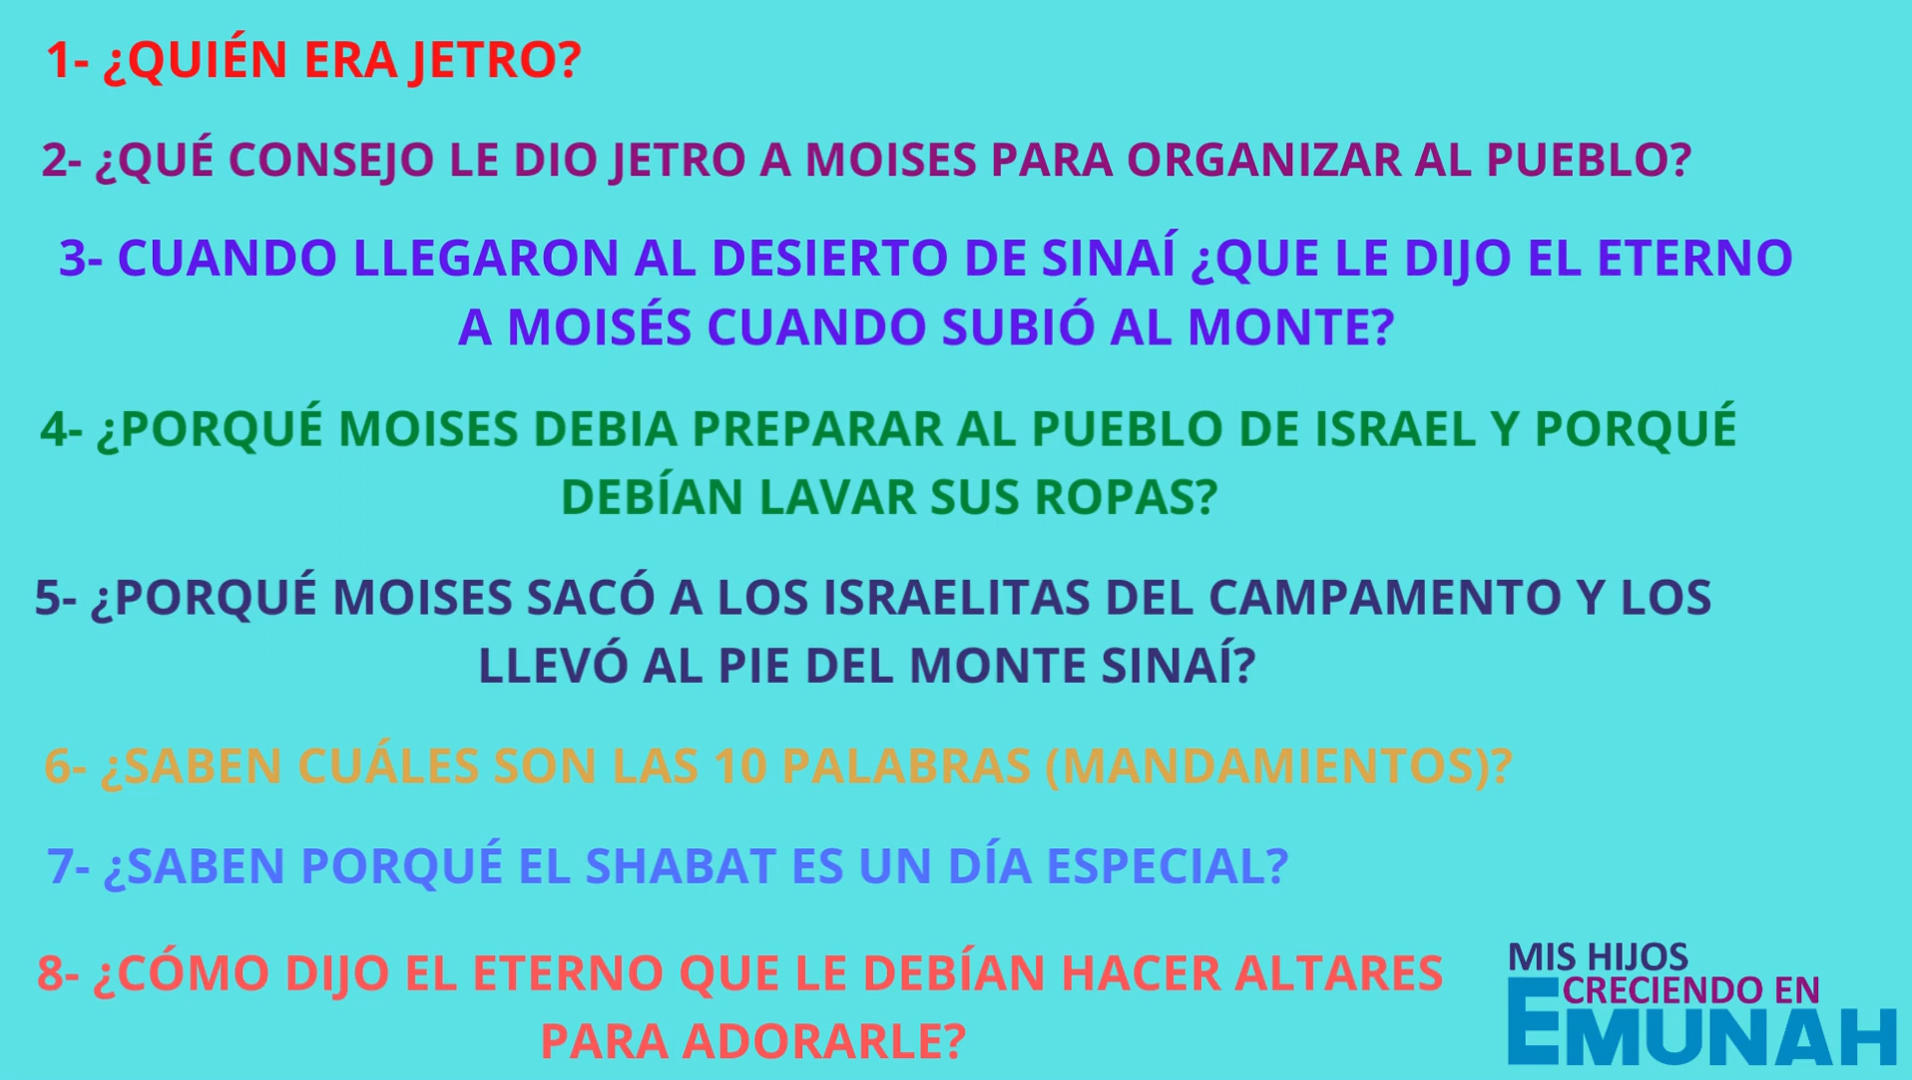 1- ¿QUIÉN ERA JETRO?
2- ¿QUÉ CONSEJO LE DIO JETRO A MOISES PARA ORGANIZAR AL PUEBLO?
3- CUANDO LLEGARON AL DESIERTO DE SINAÍ ¿QUE LE DIJO EL ETERNO
A MOISÉS CUANDO SUBIÓ AL MONTE?
4- ¿PORQUÉ MOISES DEBIA PREPARAR AL PUEBLO DE ISRAEL Y PORQUÉ
DEBÍAN LAVAR SUS ROPAS?
5- ¿PORQUÉ MOISES SACÓ A LOS ISRAELITAS DEL CAMPAMENTO Y LOS
LLEVÓ AL PIE DEL MONTE SINAÍ?
6- ¿SABEN CUÁLES SON LAS 10 PALABRAS (MANDAMIENTOS)?
7- ¿SABEN PORQUÉ EL SHABAT ES UN DÍA ESPECIAL?
8- ¿CÓMO DIJO EL ETERNO QUE LE DEBÍAN HACER ALTARES
PARA ADORARLE?
MIS HIJOS
CRECIENDO EN
EMUNAH